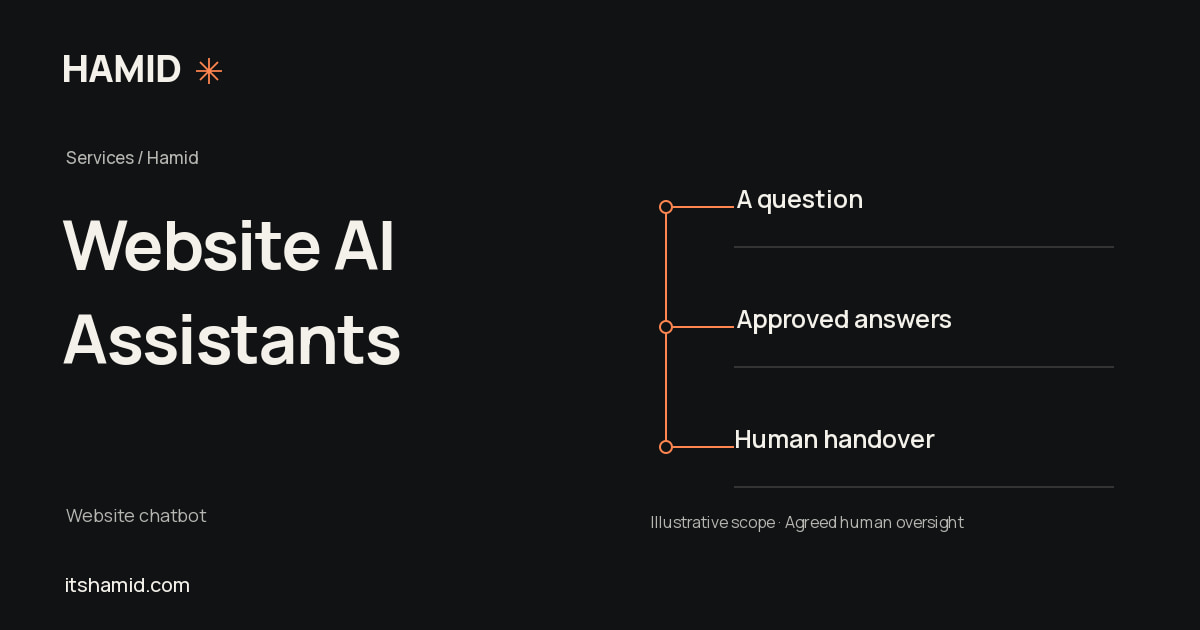 HAMID
Services / Hamid
Website AI
Assistants
Website chatbot
itshamid.com
A question
Approved answers
Human handover
Illustrative scope · Agreed human oversight